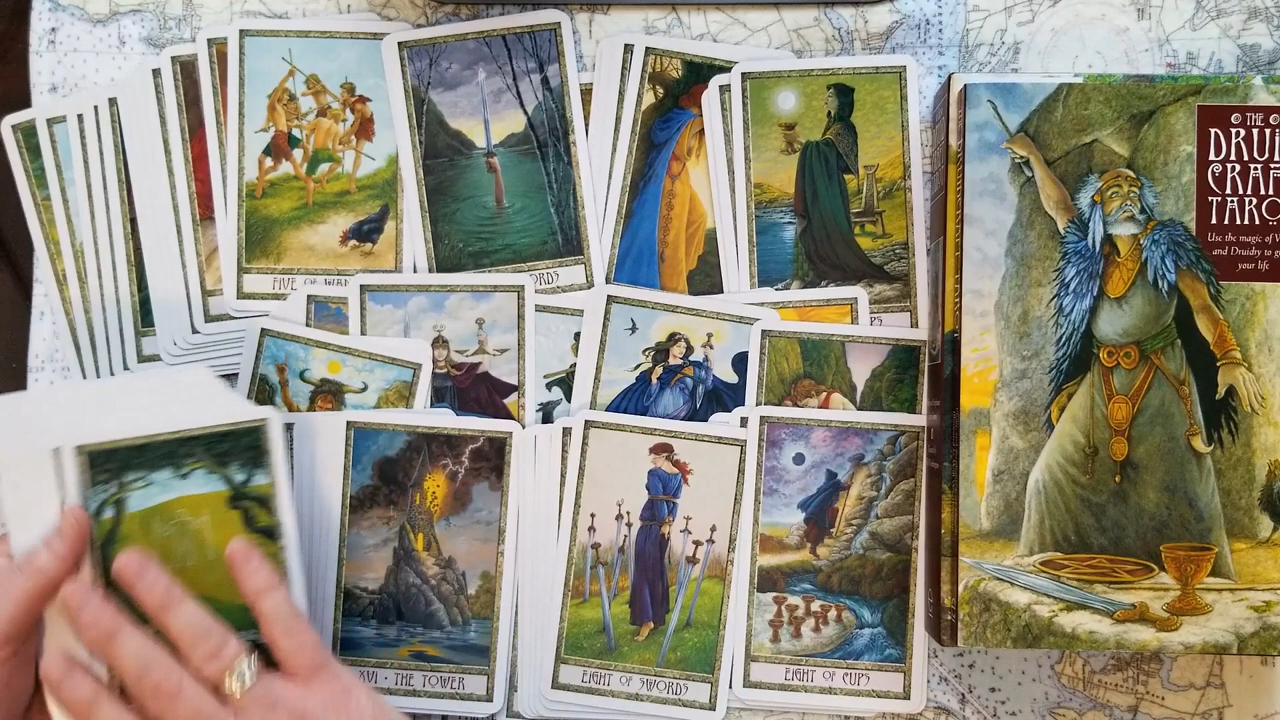 FIVE OF WAN
ORDS
PS
THE
DRUI
CRAF
TARO
Use the magic of W
and Druidry to g
your life
XVI · THE TOWER
EIGHT OF SWORDS
EIGHT OF CUPS